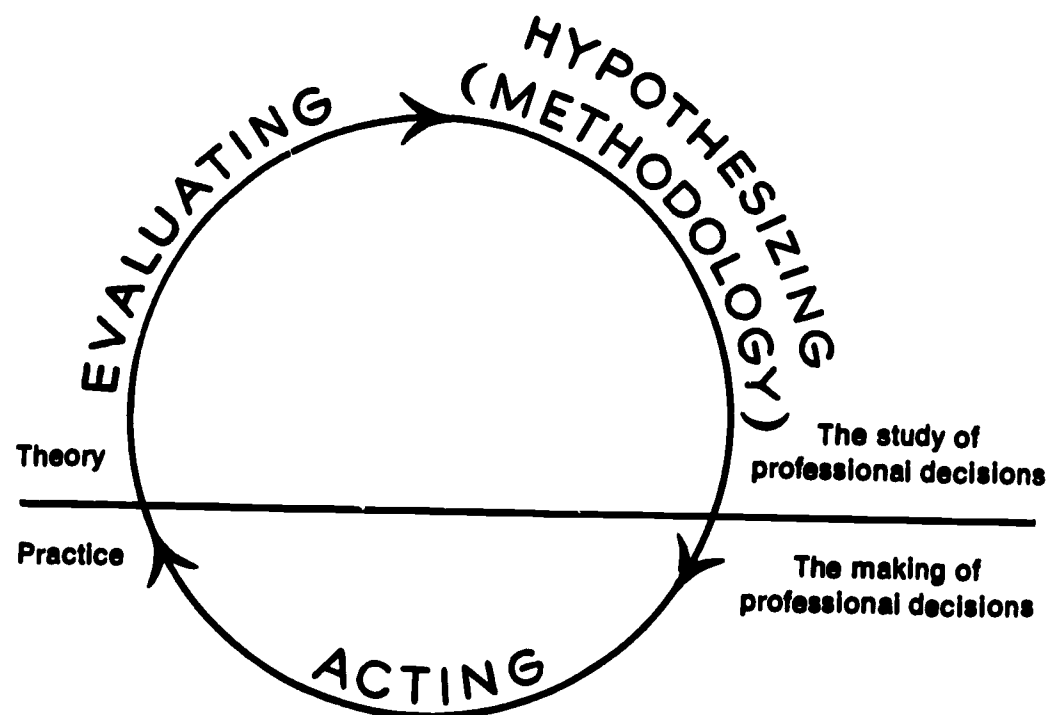 HYPOTHESIZING
(METHODOLOGY)
EVALUATING
Theory
The study of
professional decisions
Practice
The making of
professional decisions
ACTING